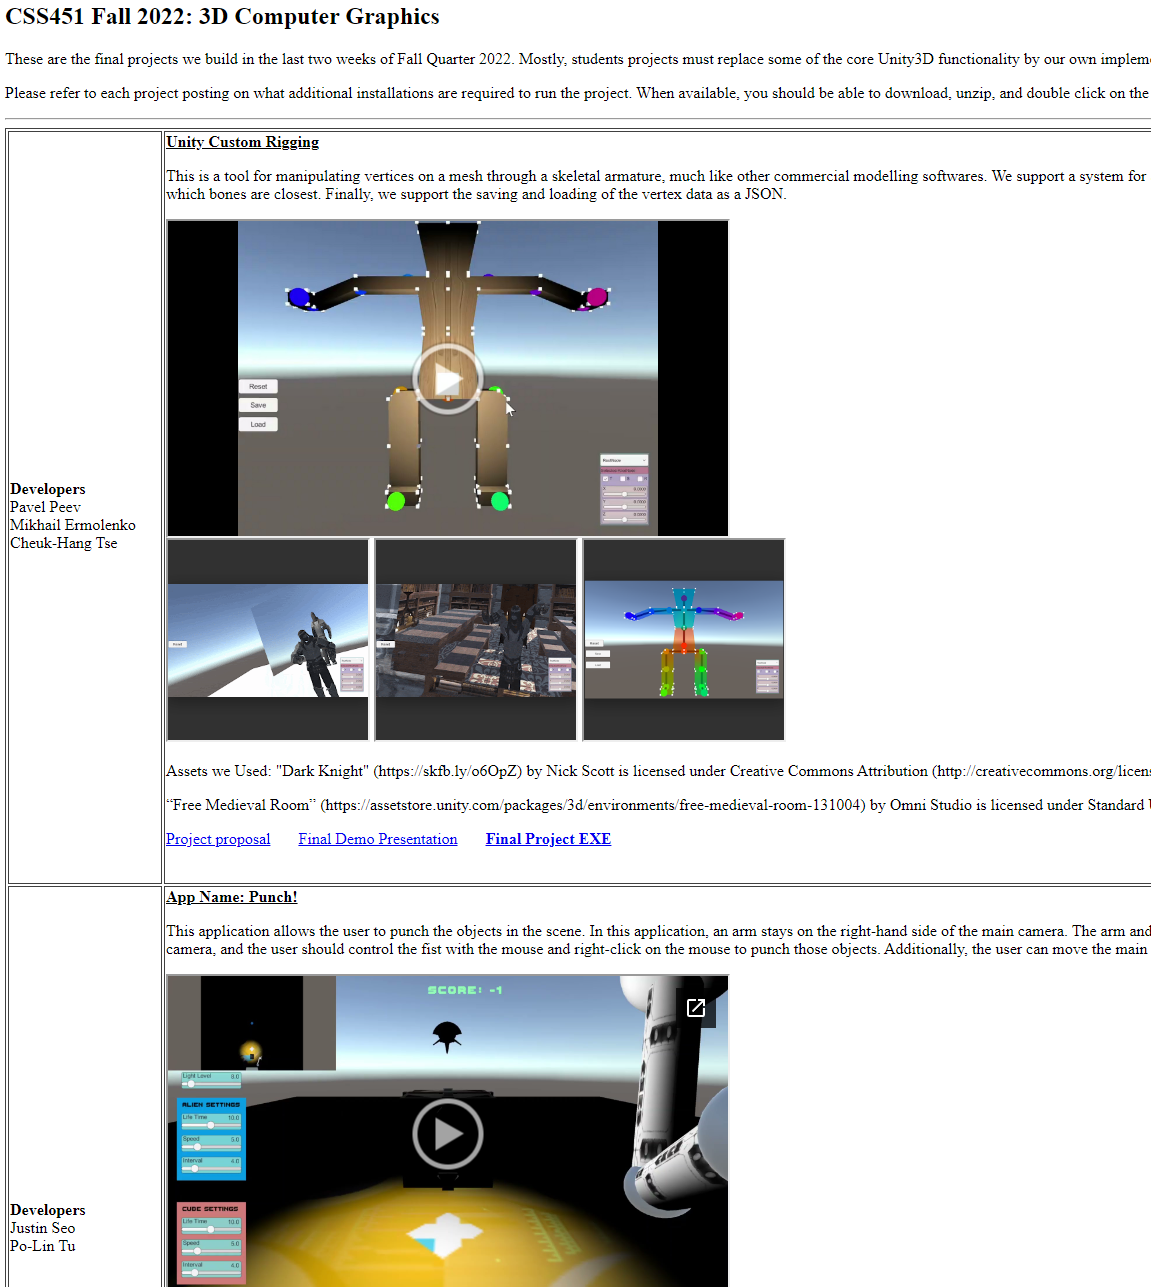 CSS451 Fall 2022: 3D Computer Graphics
These are the final projects we build in the last two weeks of Fall Quarter 2022. Mostly, students projects must replace some of the core Unity3D functionality by our own implem
Please refer to each project posting on what additional installations are required to run the project. When available, you should be able to download, unzip, and double click on the
Unity Custom Rigging
This is a tool for manipulating vertices on a mesh through a skeletal armature, much like other commercial modelling softwares. We support a system for
which bones are closest. Finally, we support the saving and loading of the vertex data as a JSON.
Reset
Save
Load
Developers
Pavel Peev
Mikhail Ermolenko
Cheuk-Hang Tse
Assets we Used: "Dark Knight" (https://skfb.ly/o6OpZ) by Nick Scott is licensed under Creative Commons Attribution (http://creativecommons.org/licens
“Free Medieval Room” (https://assetstore.unity.com/packages/3d/environments/free-medieval-room-131004) by Omni Studio is licensed under Standard U
Project proposal Final Demo Presentation Final Project EXE
App Name: Punch!
This application allows the user to punch the objects in the scene. In this application, an arm stays on the right-hand side of the main camera. The arm and
camera, and the user should control the fist with the mouse and right-click on the mouse to punch those objects. Additionally, the user can move the main
SCORE: -1
Light Level 8.0
ALIEN SETTINGS
Life Time 10.0
Speed 5.0
Interval 4.0
CUBE SETTINGS
Life Time 10.0
Speed 5.0
Interval 4.0
Developers
Justin Seo
Po-Lin Tu